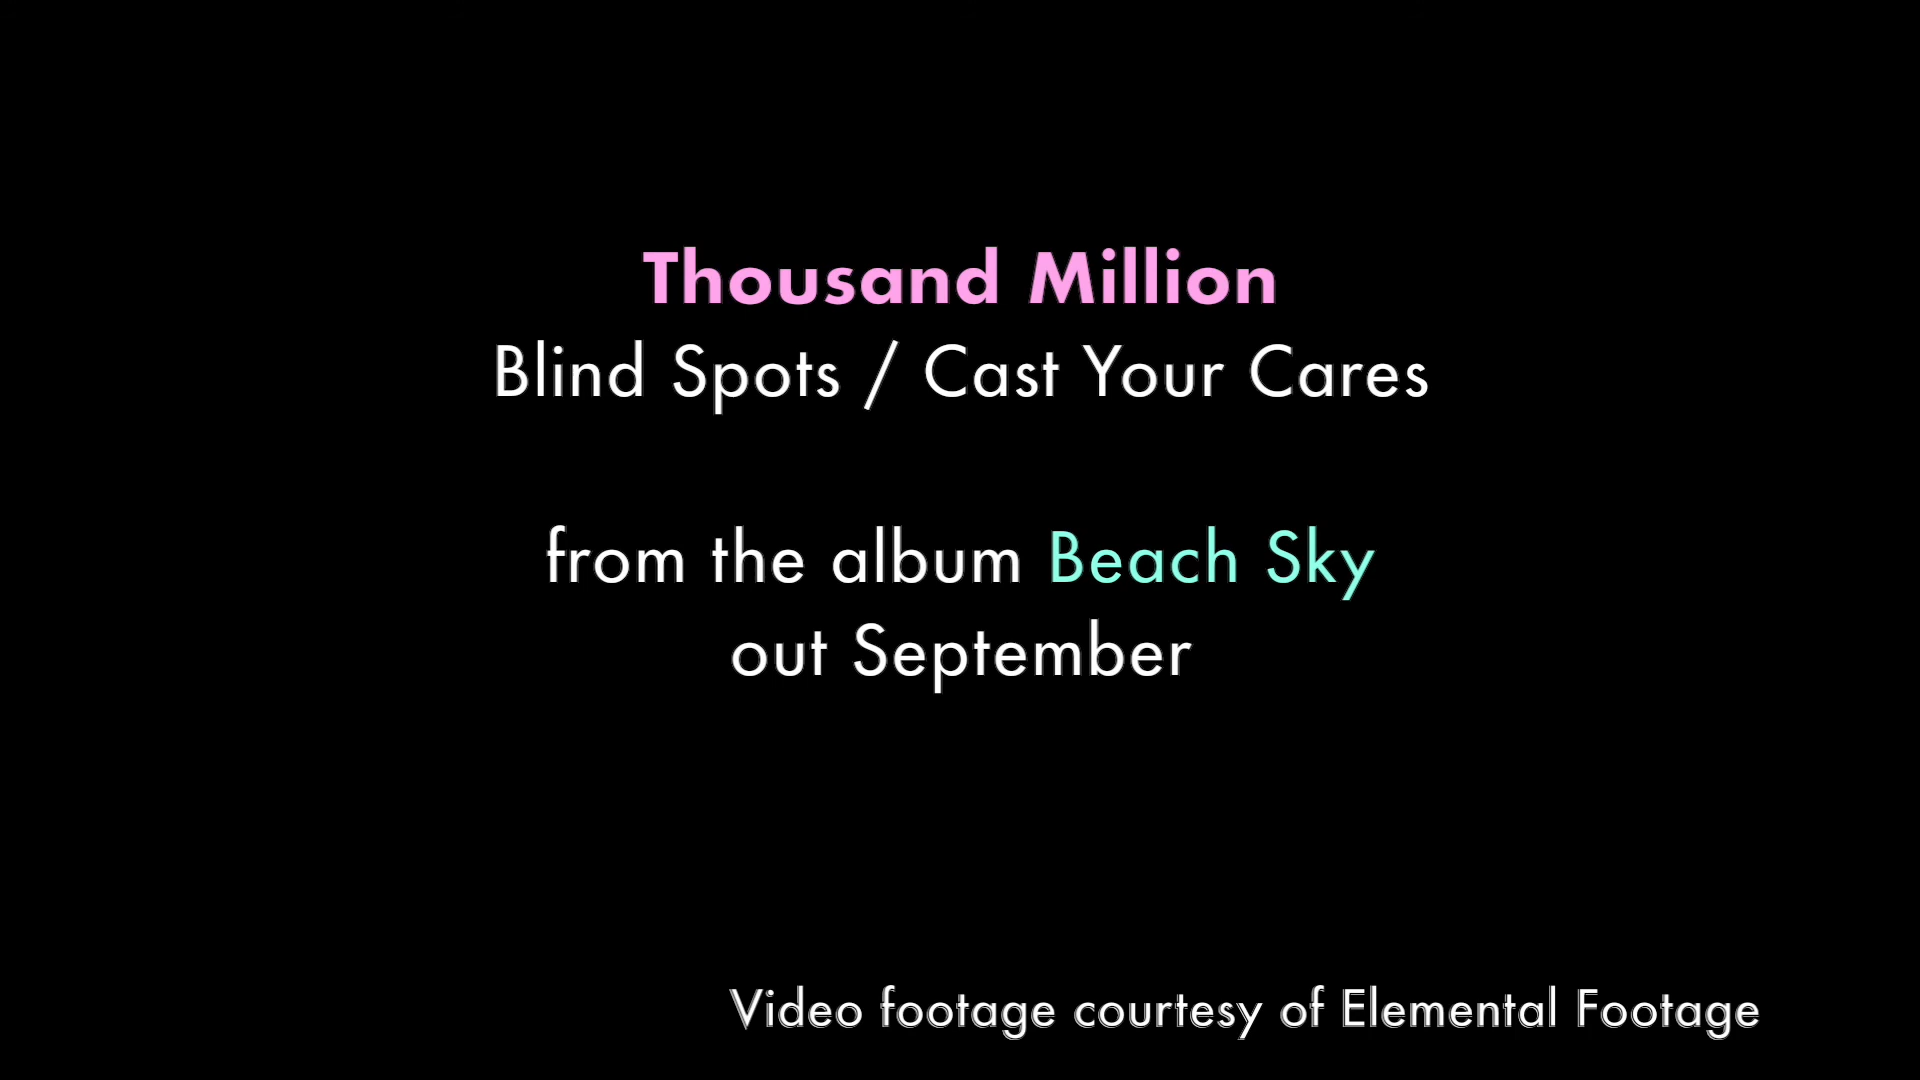 Thousand Million
Blind Spots / Cast Your Cares
from the album Beach Sky
out September
Video footage courtesy of Elemental Footage